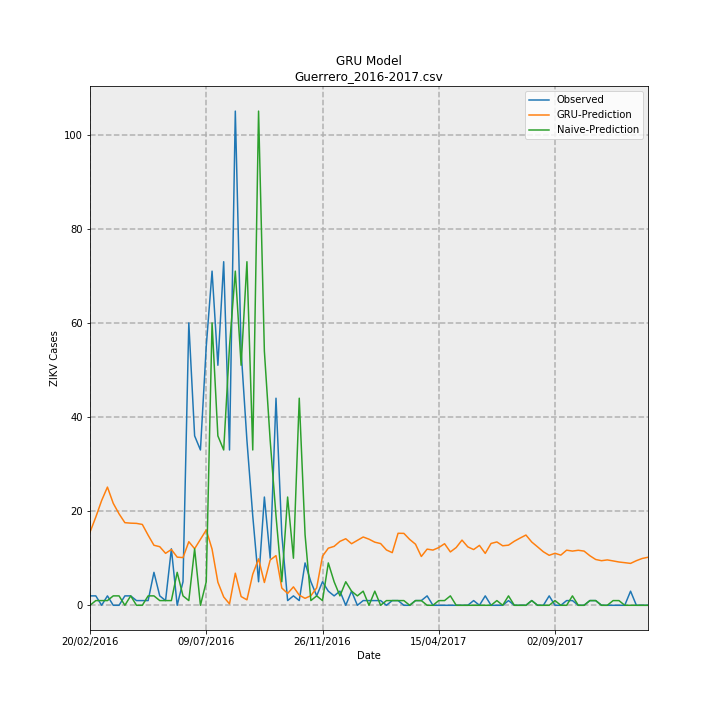 GRU Model
Guerrero_2016-2017.csv
Observed
GRU-Prediction
Naive-Prediction
ZIKV Cases
100
80
60
40
20
0
20/02/2016
09/07/2016
26/11/2016
15/04/2017
02/09/2017
Date